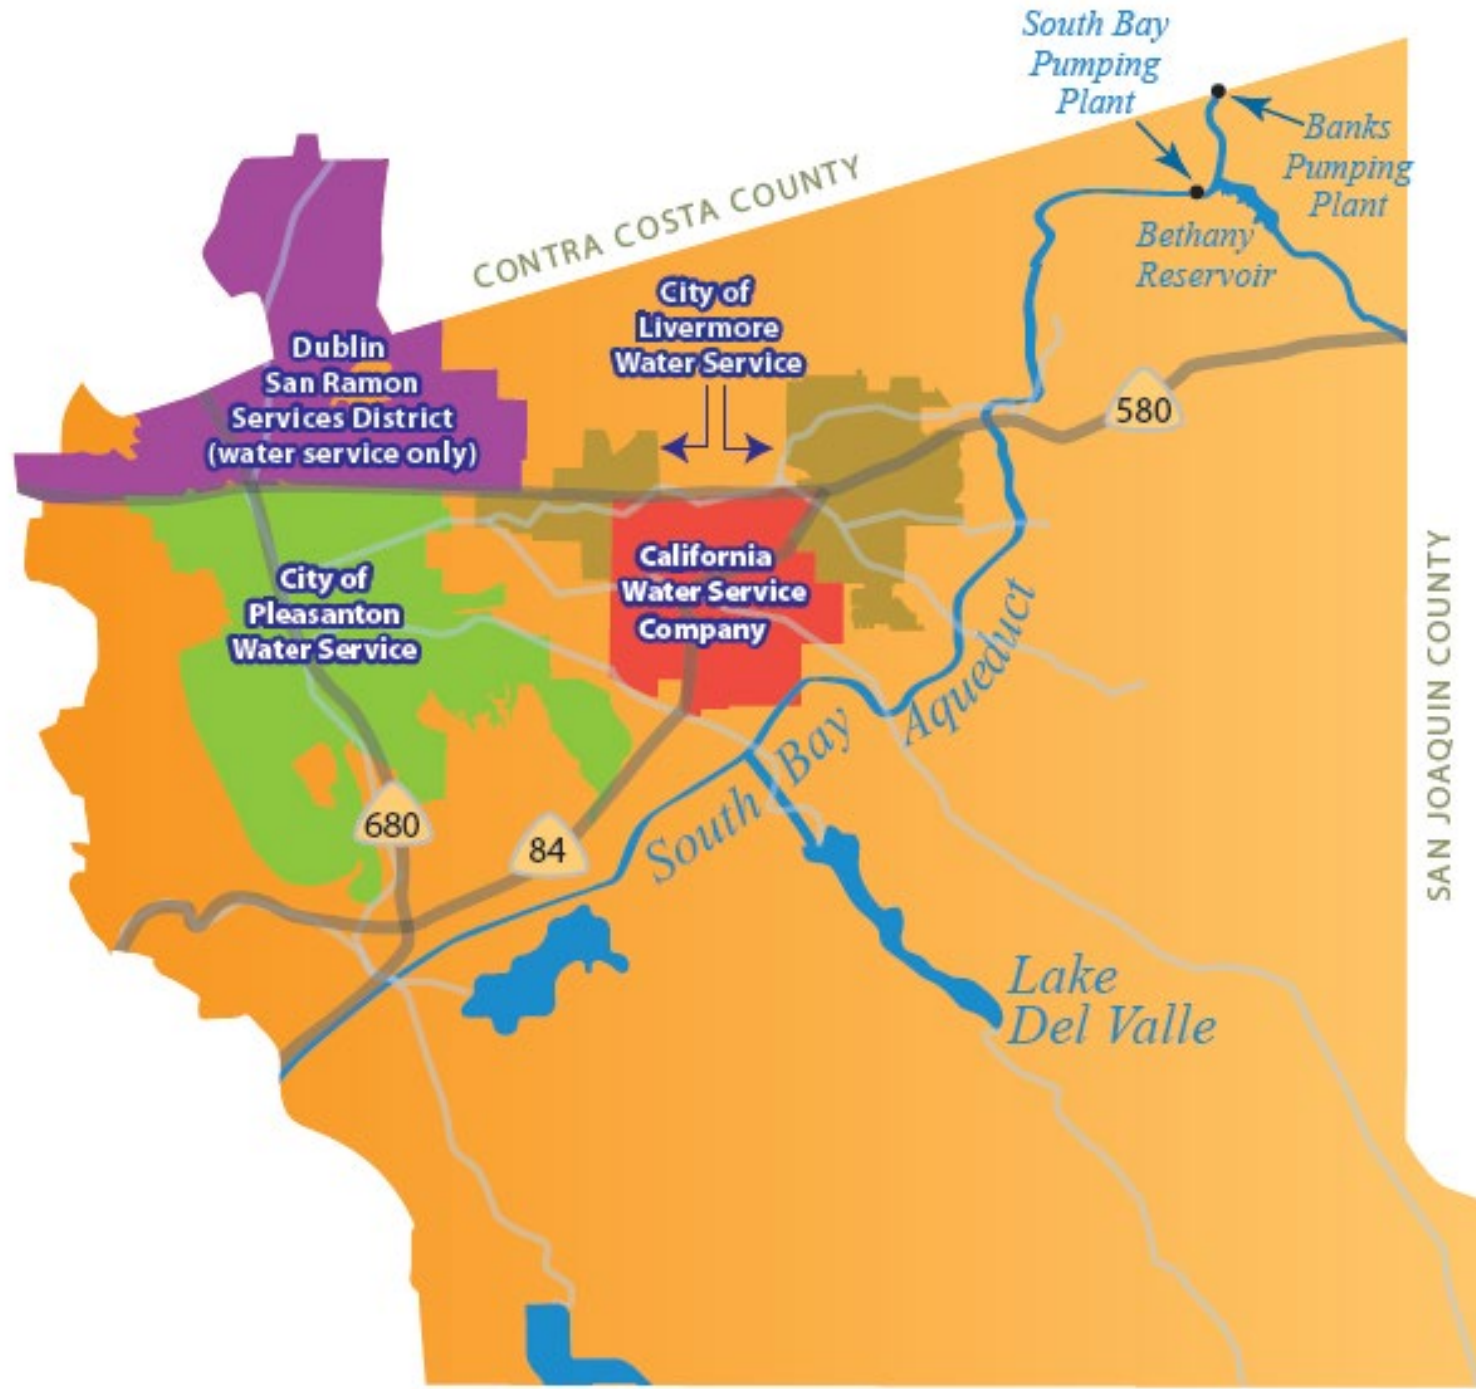 South Bay
Pumping
Plant
Banks
Pumping
Plant
Bethany
Reservoir
CONTRA COSTA COUNTY
City of
Livermore
Water Service
Dublin
San Ramon
Services District
(water service only)
580
California
Water Service
Company
City of
Pleasanton
Water Service
South Bay Aqueduct
680
84
Lake
Del Valle
SAN JOAQUIN COUNTY